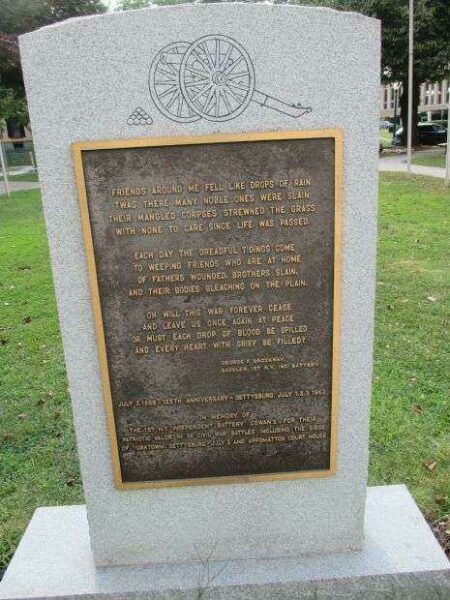 FRIENDS AROUND ME FELL LIKE DROPS OF RAIN
TWAS THERE MANY NOBLE ONES WERE SLAIN
THEIR MANGLED CORPSES STREWNED THE GRASS
WITH NONE TO CARE SINCE LIFE WAS PASSED
EACH DAY THE DREADFUL TIDINGS COME
TO WEEPING FRIENDS WHO ARE AT HOME
OF FATHERS WOUNDED, BROTHERS SLAIN,
AND THEIR BODIES BLEACHING ON THE PLAIN.
OH WILL THIS WAR FOREVER CEASE
AND LEAVE US ONCE AGAIN AT PEACE
OR MUST EACH DROP OF BLOOD BE SPILLED
AND EVERY HEART WITH GRIEF BE FILLED?
GEORGE F. BROCKWAY,
SADDLER, 1ST N.Y. IND. BATTERY
JULY 3, 1988 - 125TH ANNIVERSARY - GETTYSBURG, JULY 1, 2, 3, 1863
IN MEMORY OF
THE 1ST N.Y. INDEPENDENT BATTERY COWAN'S FOR THEIR
PATRIOTIC VALOR IN CIVIL WAR BATTLES INCLUDING THE SIEGE
OF YORKTOWN, GETTYSBURG JULY 3 AND APPOMATTOX COURT HOUSE